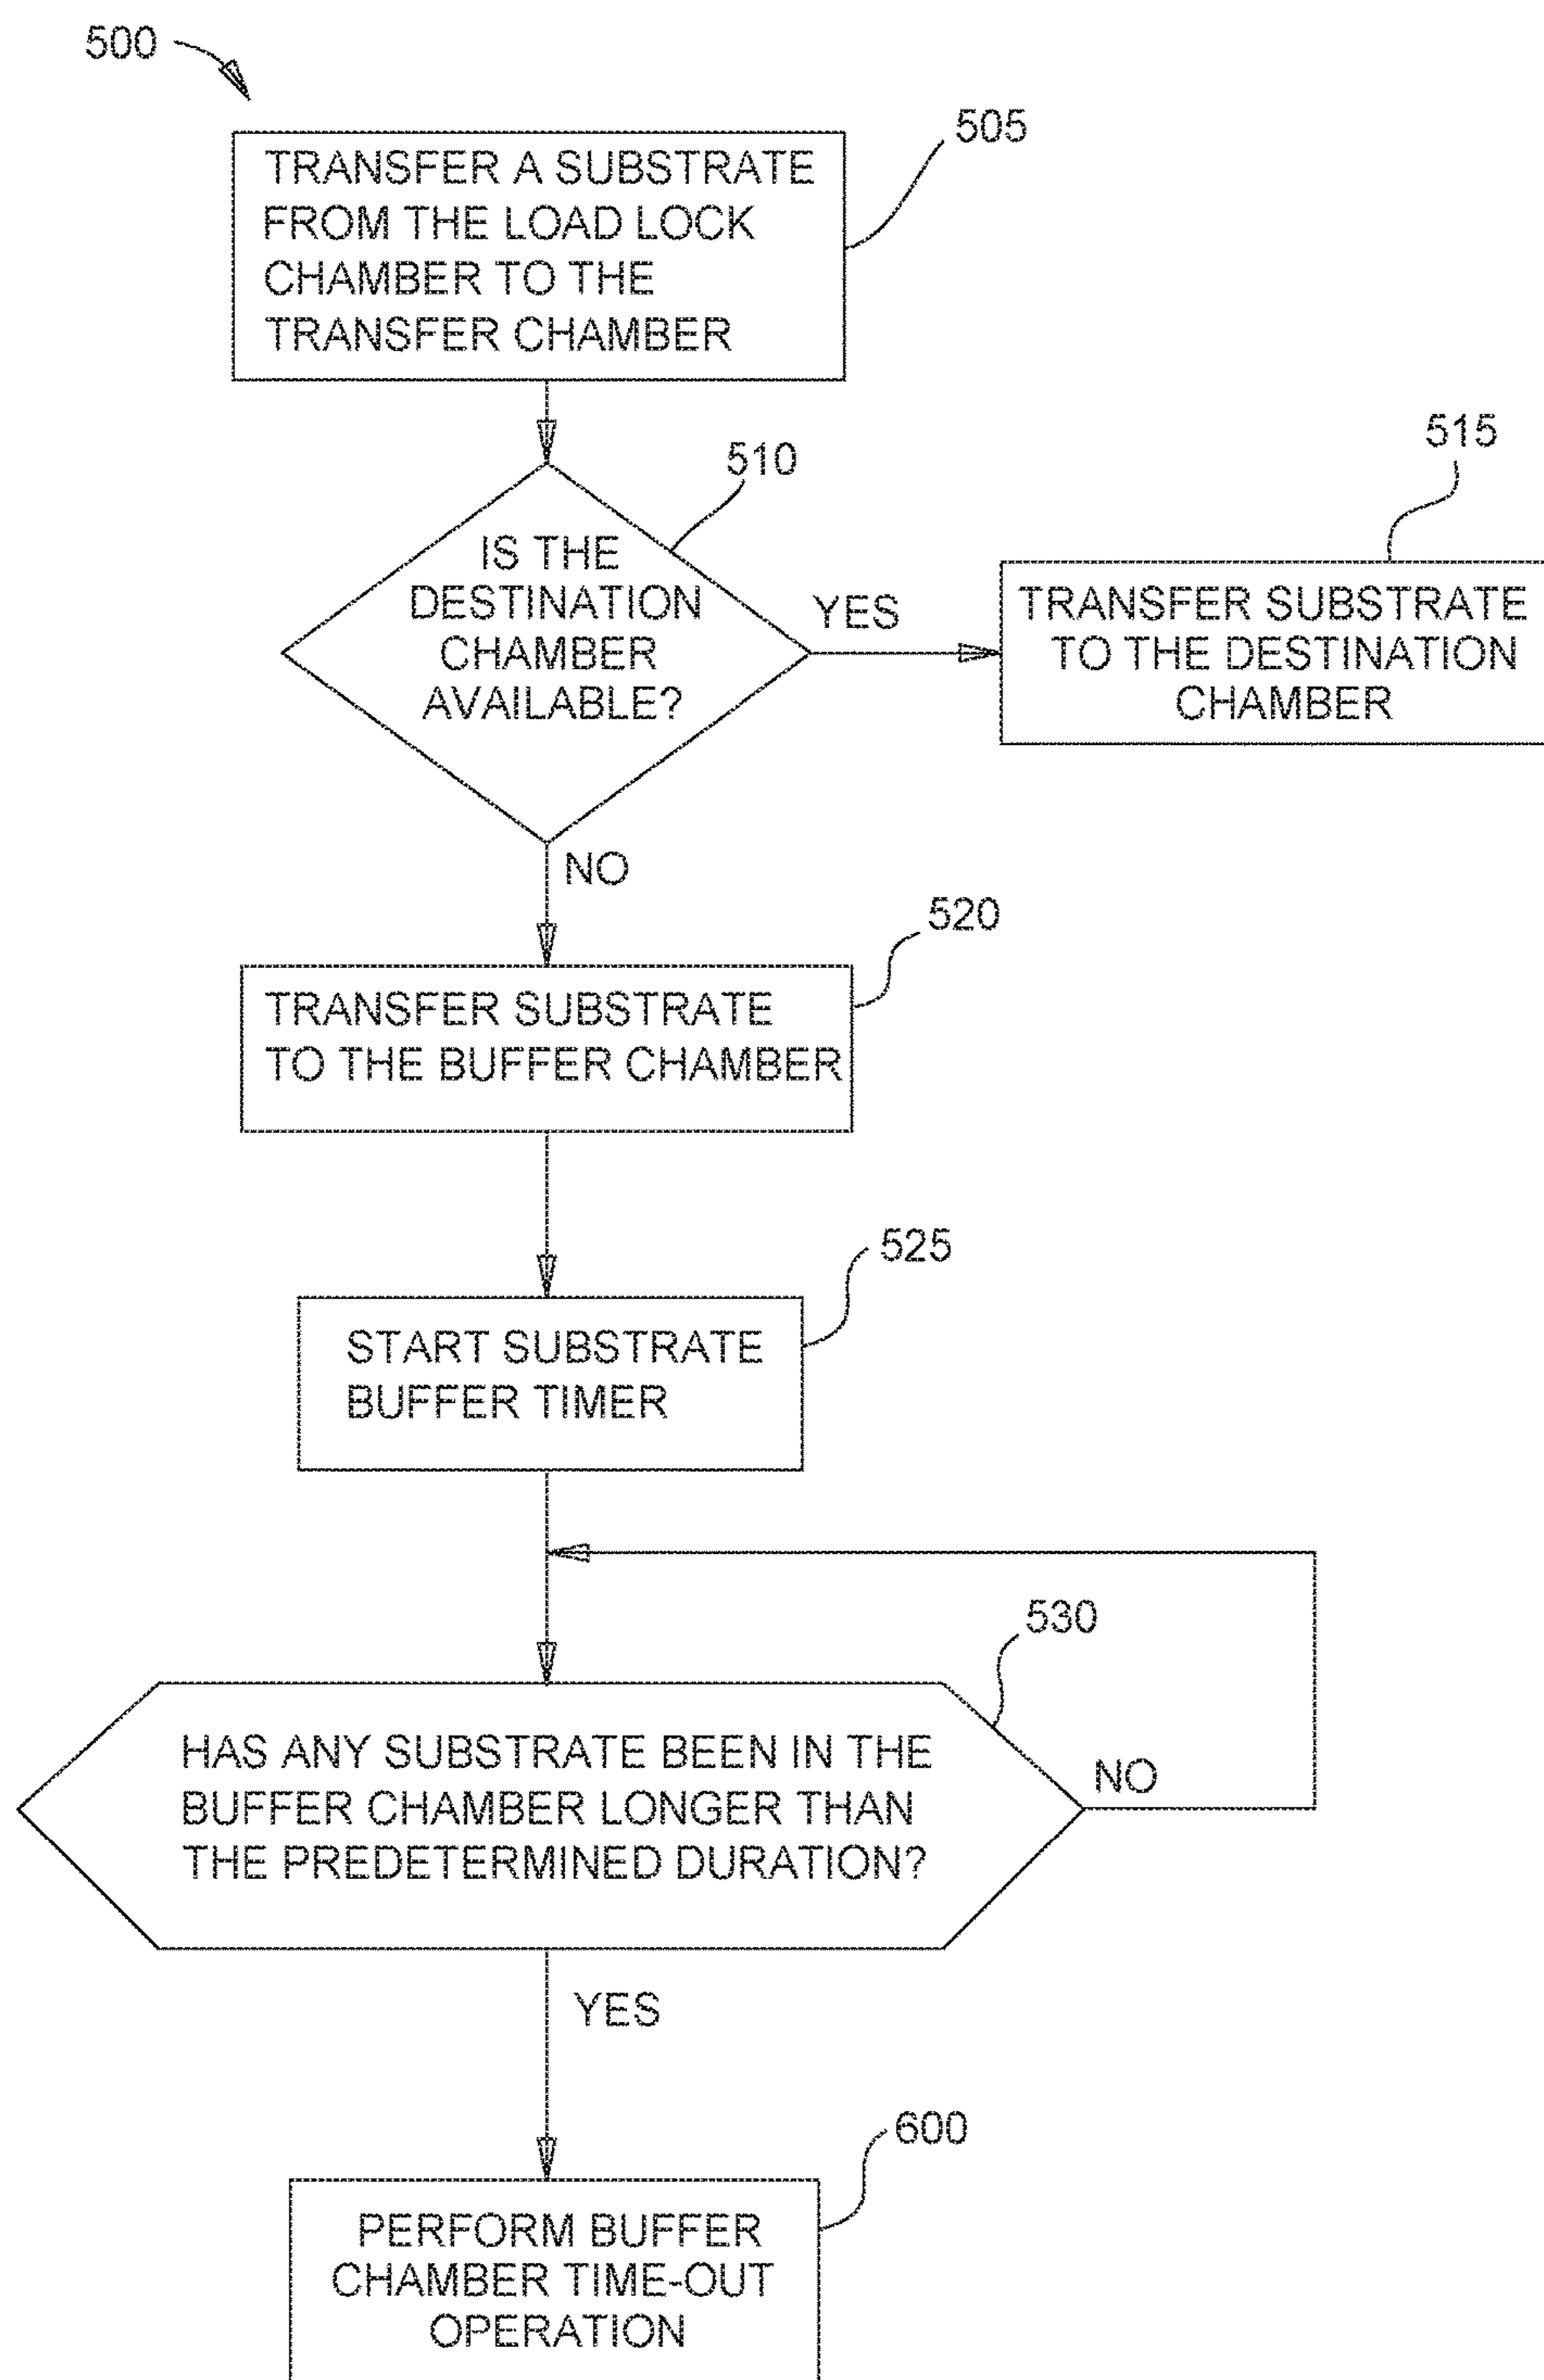 500
505
TRANSFER A SUBSTRATE
FROM THE LOAD LOCK
CHAMBER TO THE
TRANSFER CHAMBER
510
515
IS THE
DESTINATION
CHAMBER
AVAILABLE?
YES
TRANSFER SUBSTRATE
TO THE DESTINATION
CHAMBER
NO
520
TRANSFER SUBSTRATE
TO THE BUFFER CHAMBER
525
START SUBSTRATE
BUFFER TIMER
530
HAS ANY SUBSTRATE BEEN IN THE
BUFFER CHAMBER LONGER THAN
THE PREDETERMINED DURATION?
NO
YES
600
PERFORM BUFFER
CHAMBER TIME-OUT
OPERATION